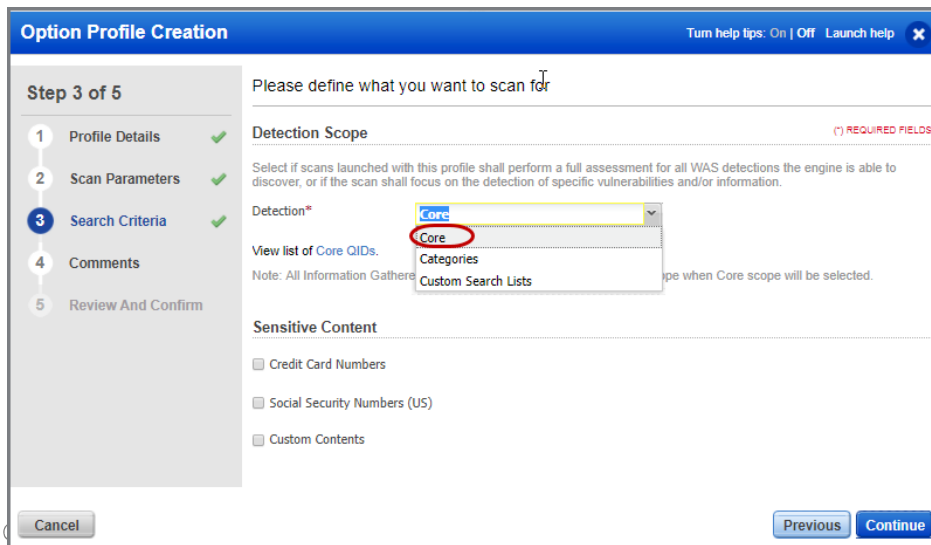 Option Profile Creation
Turn help tips: On | Off Launch help
Step 3 of 5
1 Profile Details
2 Scan Parameters
3 Search Criteria
4 Comments
5 Review And Confirm
Please define what you want to scan for
Detection Scope
(*) REQUIRED FIELDS
Select if scans launched with this profile shall perform a full assessment for all WAS detections the engine is able to
discover, or if the scan shall focus on the detection of specific vulnerabilities and/or information.
Detection*
Core
Core
Categories
Custom Search Lists
View list of Core QIDs.
Note: All Information Gathere
pe when Core scope will be selected.
Sensitive Content
Credit Card Numbers
Social Security Numbers (US)
Custom Contents
Cancel
Previous
Continue